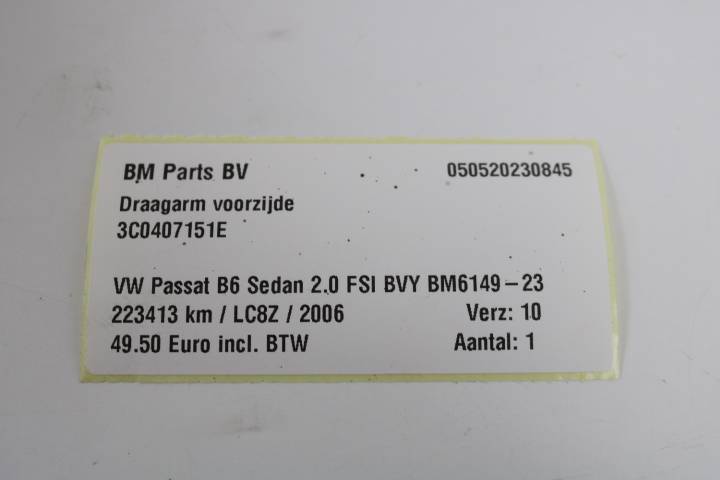 BM Parts BV 050520230845
Draagarm voorzijde
3C0407151E
VW Passat B6 Sedan 2.0 FSI BVY BM6149-23
223413 km / LC8Z / 2006 Verz: 10
49.50 Euro incl. BTW Aantal: 1